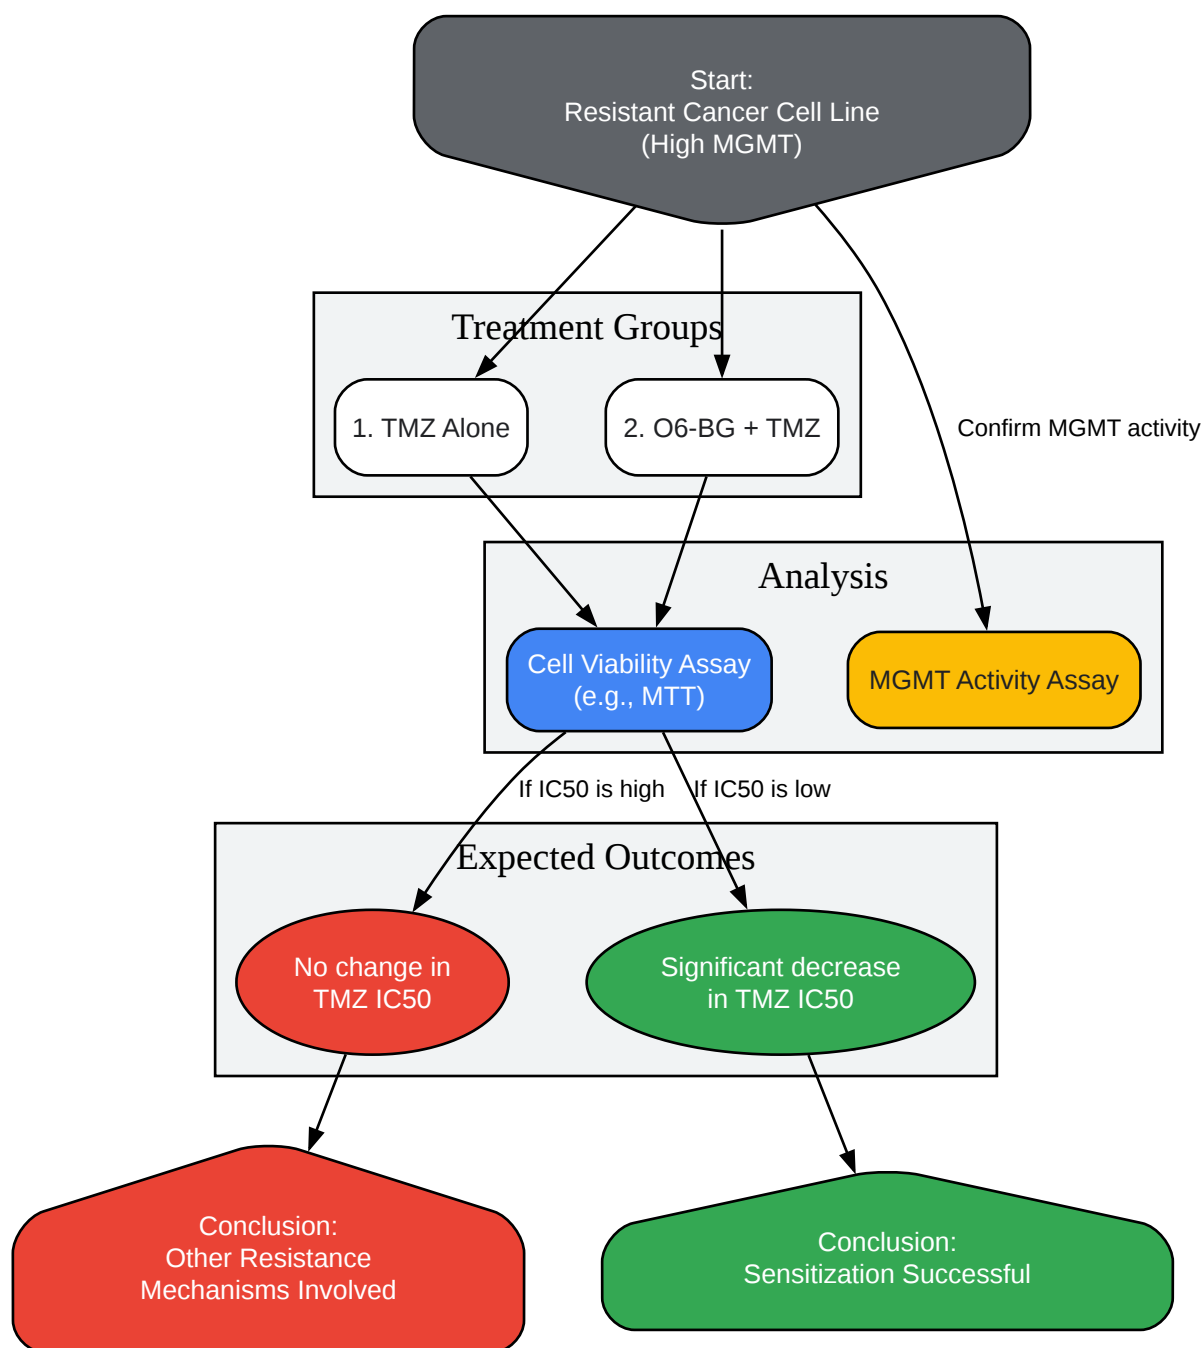 Start:
Resistant Cancer Cell Line
(High MGMT)
Treatment Groups
1. TMZ Alone
2. O6-BG + TMZ
Confirm MGMT activity
Analysis
Cell Viability Assay
(e.g., MTT)
MGMT Activity Assay
If IC50 is high
If IC50 is low
Expected Outcomes
No change in
TMZ IC50
Significant decrease
in TMZ IC50
Conclusion:
Other Resistance
Mechanisms Involved
Conclusion:
Sensitization Successful